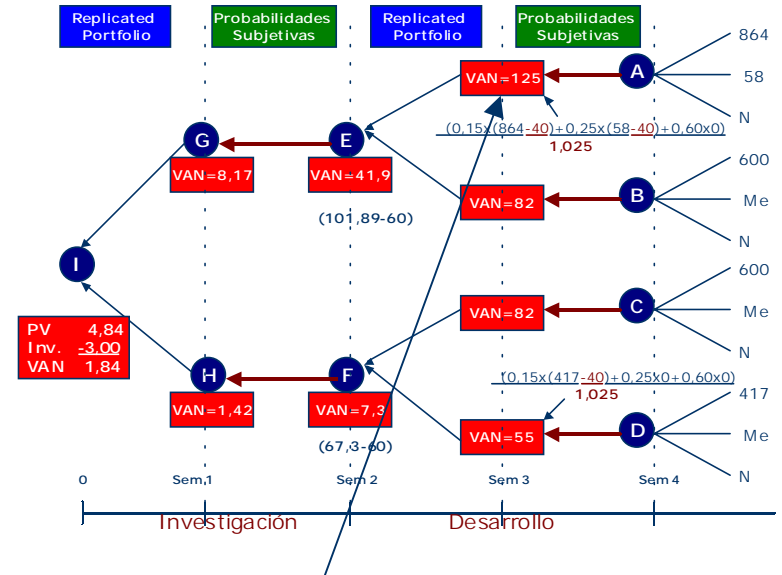 Replicated
Portfolio
Probabilidades
Subjetivas
Replicated
Portfolio
Probabilidades
Subjetivas
864
VAN=125
A
58
(0,15x(864-40)+0,25x(58-40)+0,60x0)
1,025
N
G
E
600
VAN=8,17
VAN=41,9
VAN=82
B
Me
(101,89-60)
N
I
600
PV 4,84
Inv. -3.00
VAN 1,84
VAN=82
C
Me
N
H
F
(0,15x(417-40)+0,25x0+0,60x0)
1,025
417
VAN=1,42
VAN=7,3
VAN=55
D
Me
(67,3-60)
N
0
Sem,1
Sem 2
Sem 3
Sem 4
Investigación
Desarrollo